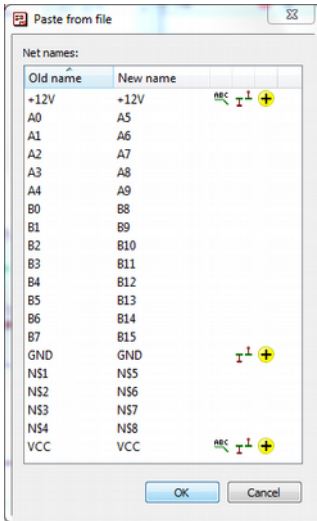 Paste from file
Net names:
Old name New name
+12V +12V ABC
A0 A5
A1 A6
A2 A7
A3 A8
A4 A9
B0 B8
B1 B9
B2 B10
B3 B11
B4 B12
B5 B13
B6 B14
B7 B15
GND GND
N$1 N$5
N$2 N$6
N$3 N$7
N$4 N$8
VCC VCC ABC
OK Cancel